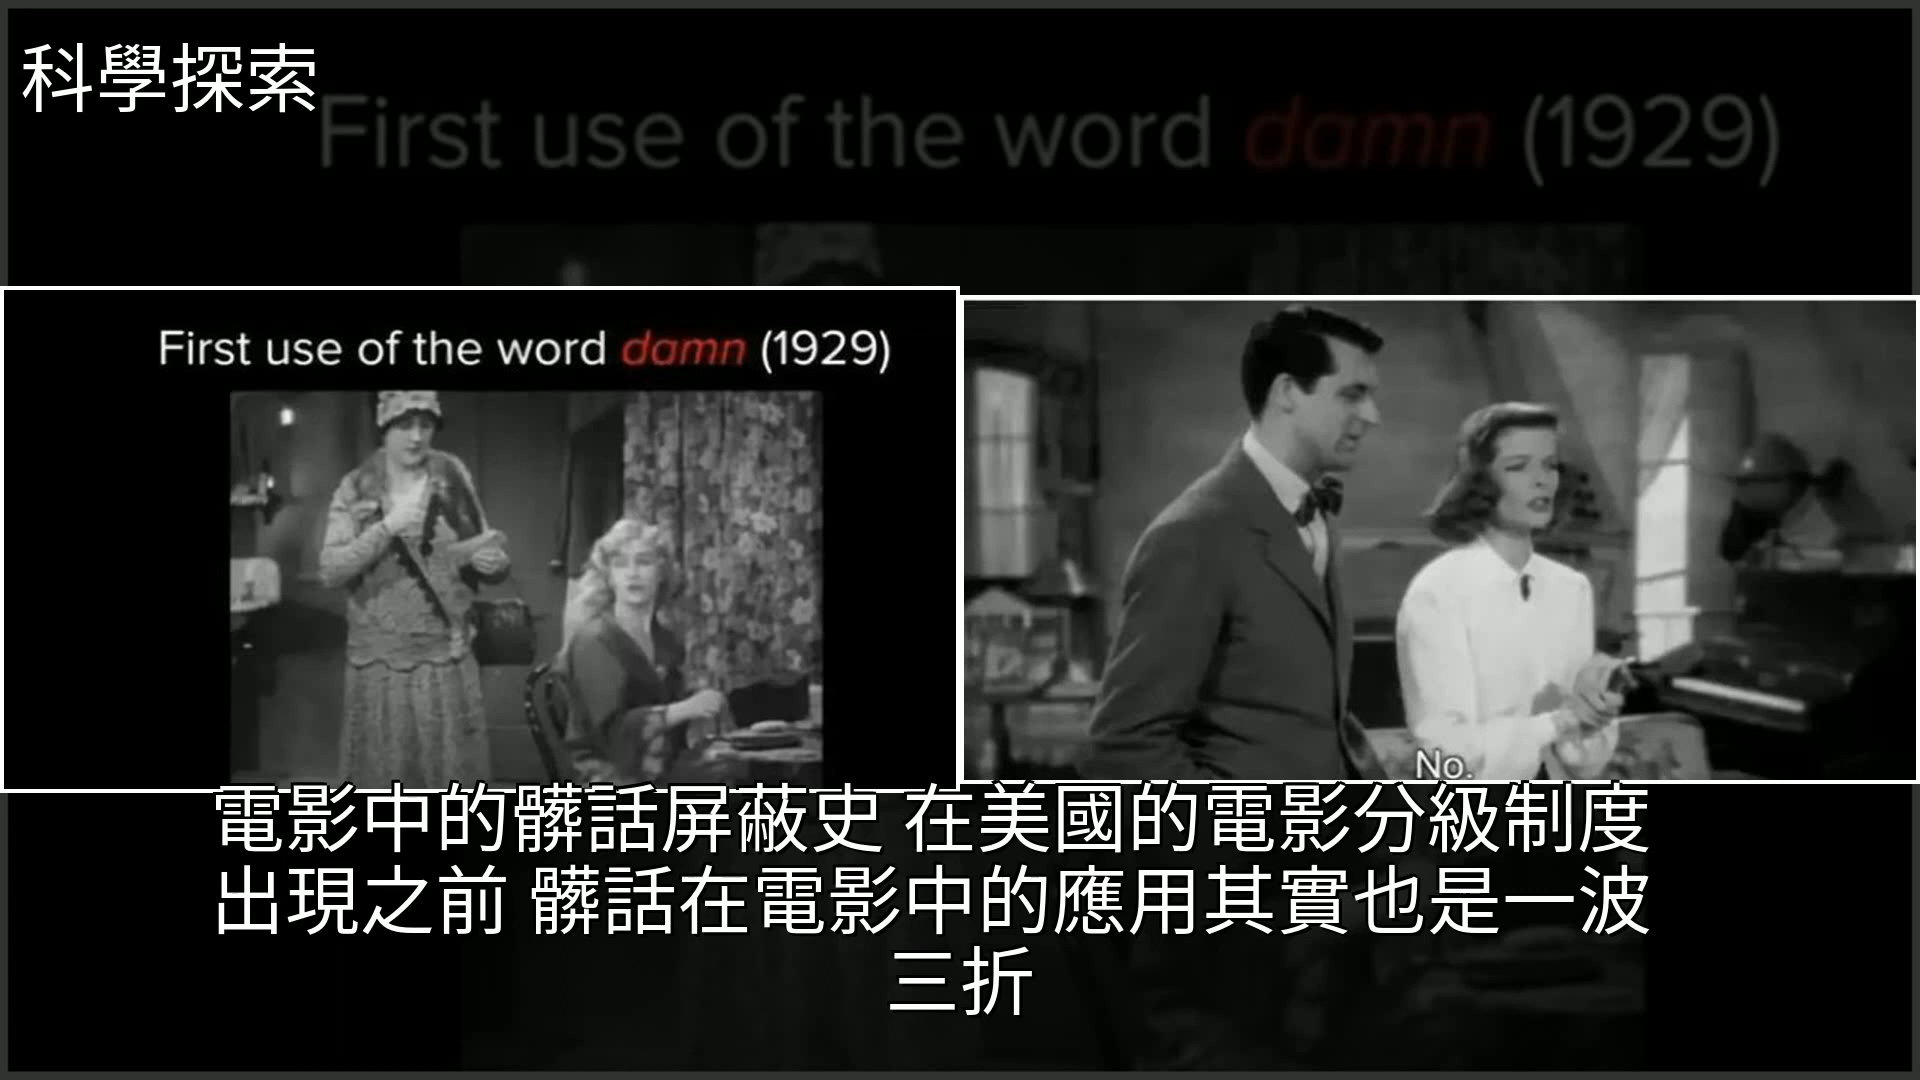 科學探索
First use of the word damn (1929)
First use of the word damn (1929)
No.
電影中的髒話屏蔽史 在美國的電影分級制度
出現之前 髒話在電影中的應用其實也是一波
三折